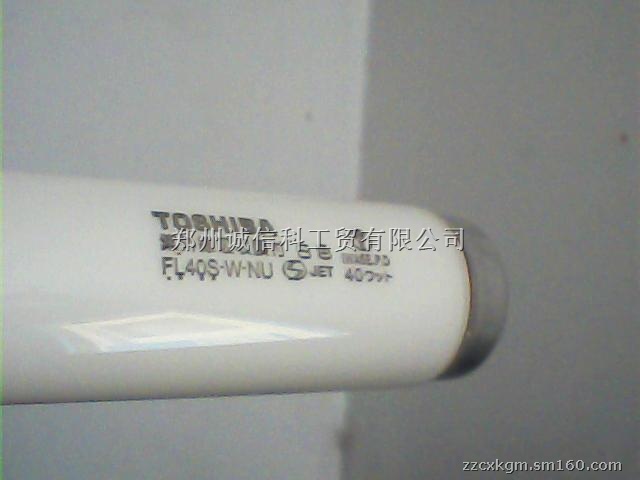 TOSHIBA
郑州诚信科工贸有限公司
FL40S·W·NU JET 40ワット
zzcxkgm.sm160.com